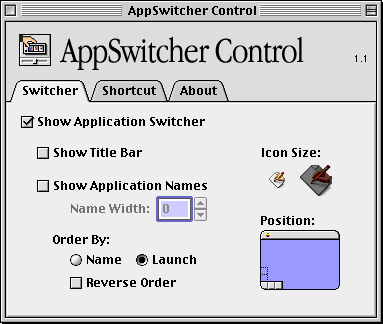 AppSwitcher Control
AppSwitcher Control 1.1
Switcher Shortcut About
Show Application Switcher
Show Title Bar
Icon Size:
Show Application Names
Name Width: 0
Position:
Order By:
Name Launch
Reverse Order